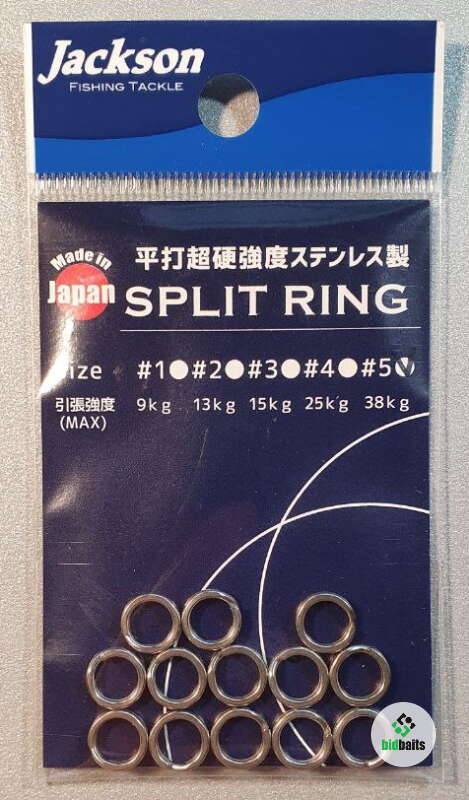 Jackson
FISHING TACKLE
Made in
Japan
平打超硬強度ステンレス製
SPLIT RING
Size #1 #2 #3 #4 #5
引張強度 9kg 13kg 15kg 25kg 38kg
(MAX)
bidbaits